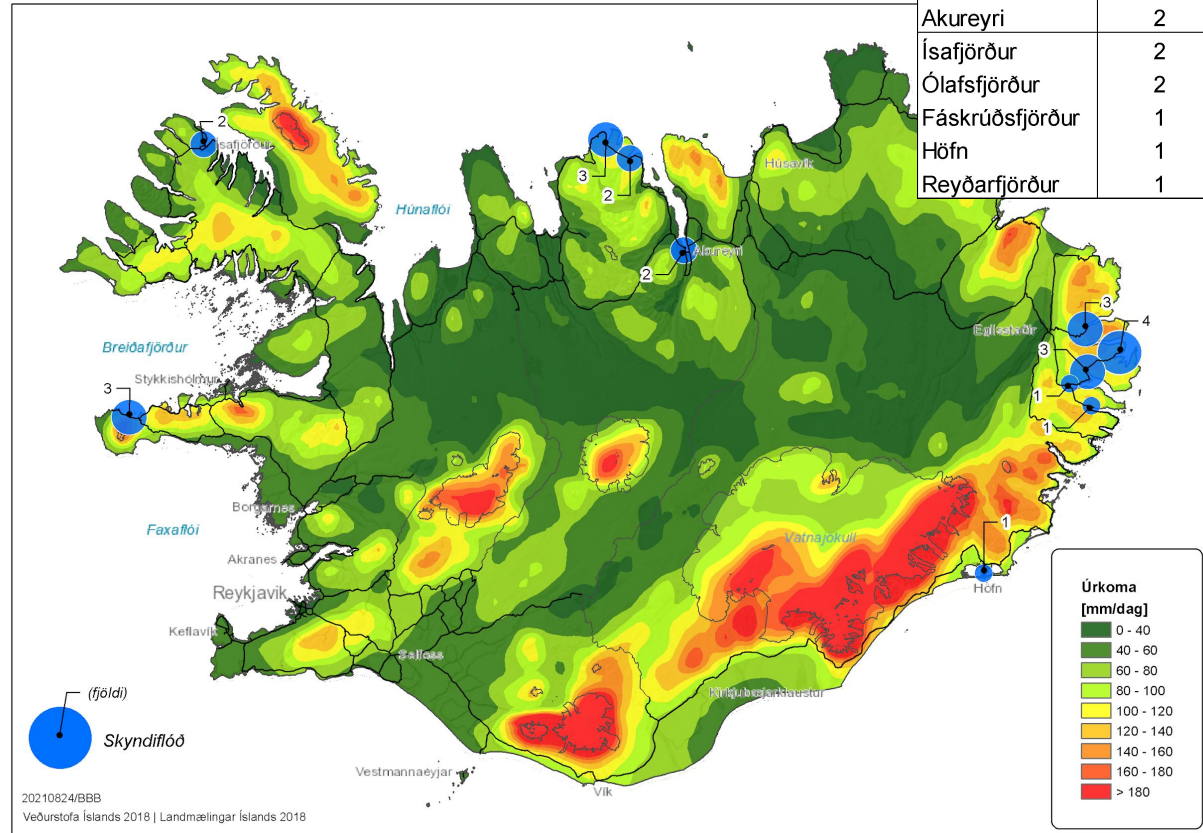 Akureyri 2
Ísafjörður 2
Ólafsfjörður 2
Fáskrúðsfjörður 1
Höfn 1
Reyðarfjörður 1
2
Ísafjörður
3
2
Húsavík
Húnaflói
Akureyri
2
3
4
Egilsstaðir
3
1
1
Breiðafjörður
Stykkishólmur
3
Borgarnes
Faxaflói
Akranes
Reykjavík
Keflavík
Selfoss
Vatnajökull
1
Höfn
Kirkjubæjarklaustur
Vestmannaeyjar
Vík
(fjöldi)
Skyndiflóð
Úrkoma
[mm/dag]
0 - 40
40 - 60
60 - 80
80 - 100
100 - 120
120 - 140
140 - 160
160 - 180
> 180
20210824/BBB
Veðurstofa Íslands 2018 | Landmælingar Íslands 2018